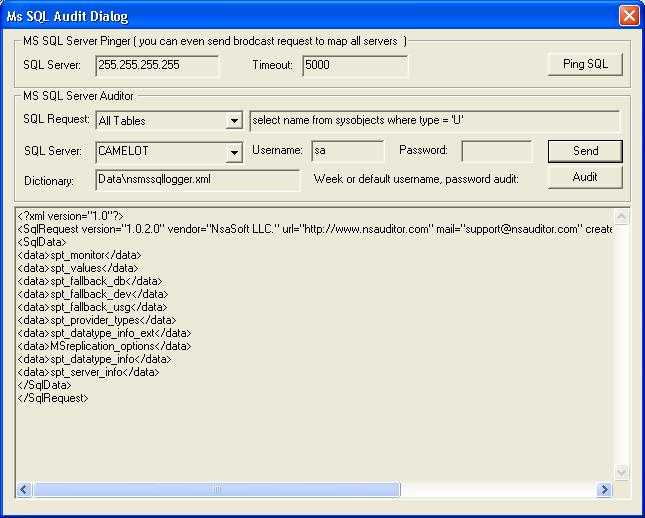 Ms SQL Audit Dialog
MS SQL Server Pinger ( you can even send brodcast request to map all servers )
SQL Server: 255.255.255.255 Timeout: 5000 Ping SQL
MS SQL Server Auditor
SQL Request: All Tables select name from sysobjects where type = 'U'
SQL Server: CAMELOT Username: sa Password: Send
Dictionary: Data\nsmssqllogger.xml Week or default username, password audit: Audit
<?xml version="1.0"?>
<SqlRequest version="1.0.2.0" vendor="NsaSoft LLC." url="http://www.nsauditor.com" mail="support@nsauditor.com" create
<SqlData>
<data>spt_monitor</data>
<data>spt_values</data>
<data>spt_fallback_db</data>
<data>spt_fallback_dev</data>
<data>spt_fallback_usg</data>
<data>spt_provider_types</data>
<data>spt_datatype_info_ext</data>
<data>MSreplication_options</data>
<data>spt_datatype_info</data>
<data>spt_server_info</data>
</SqlData>
</SqlRequest>